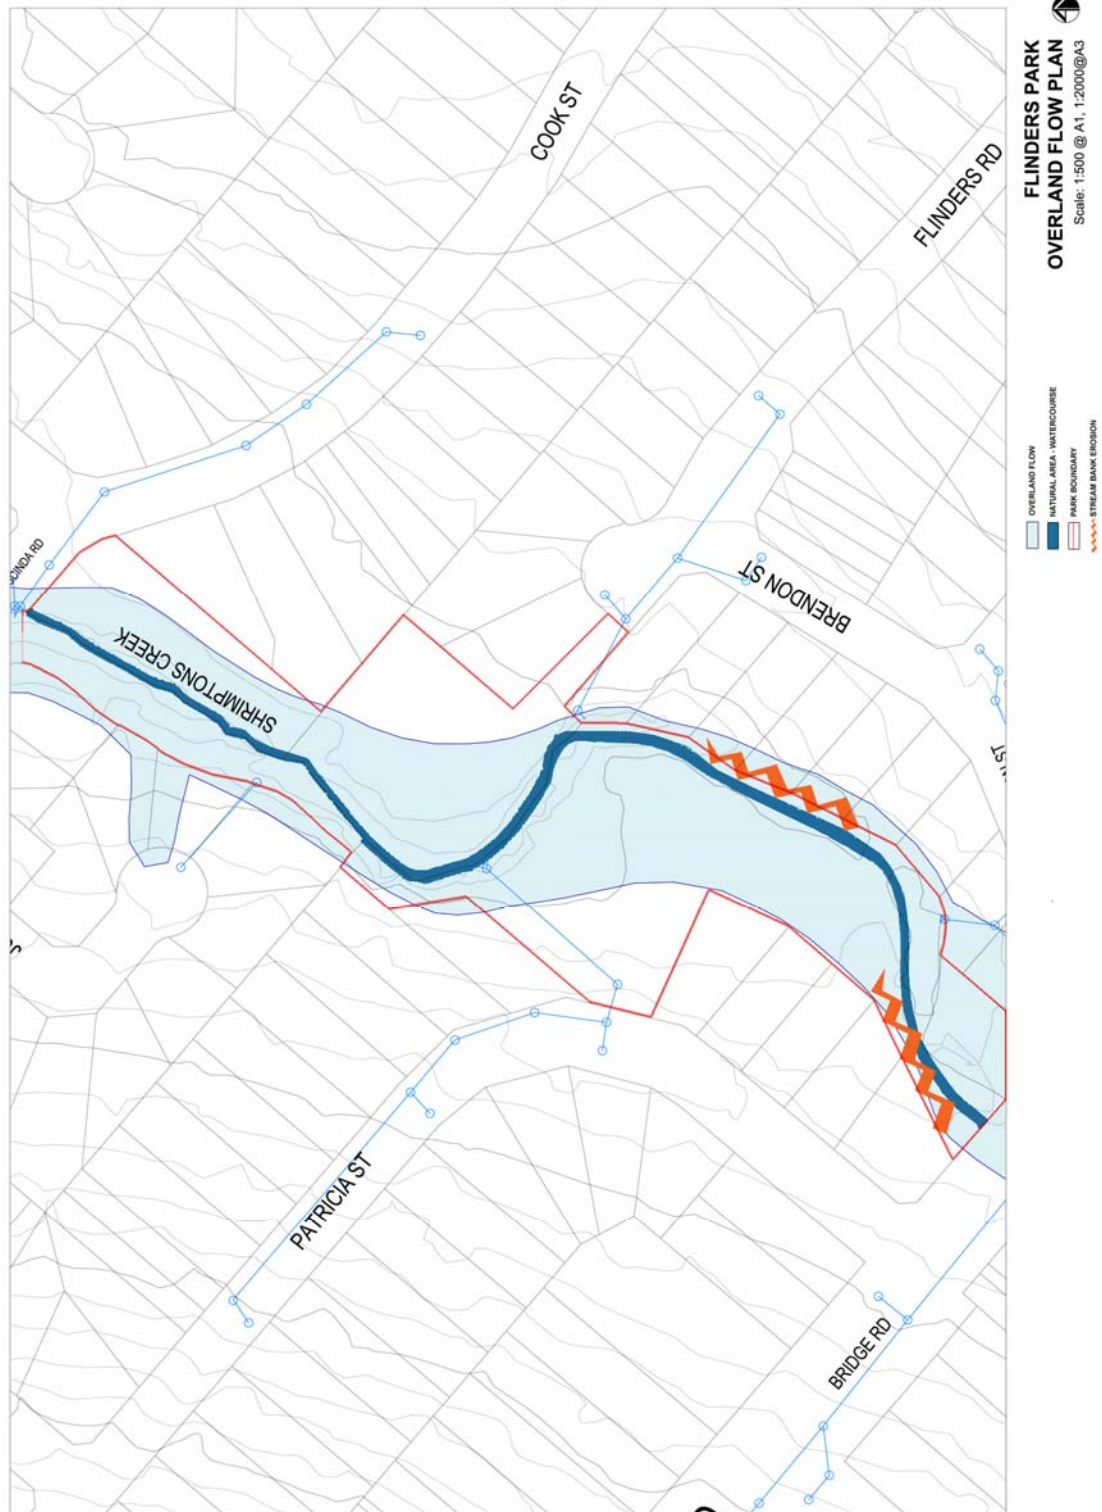 FLINDERS PARK
OVERLAND FLOW PLAN
Scale: 1:500 @ A1, 1:2000@A3
OVERLAND FLOW
NATURAL AREA - WATERCOURSE
PARK BOUNDARY
STREAM BANK EROSION
COOK ST
FLINDERS RD
SHRIMPTONS CREEK
BRENDON ST
PATRICIA ST
BRIDGE RD